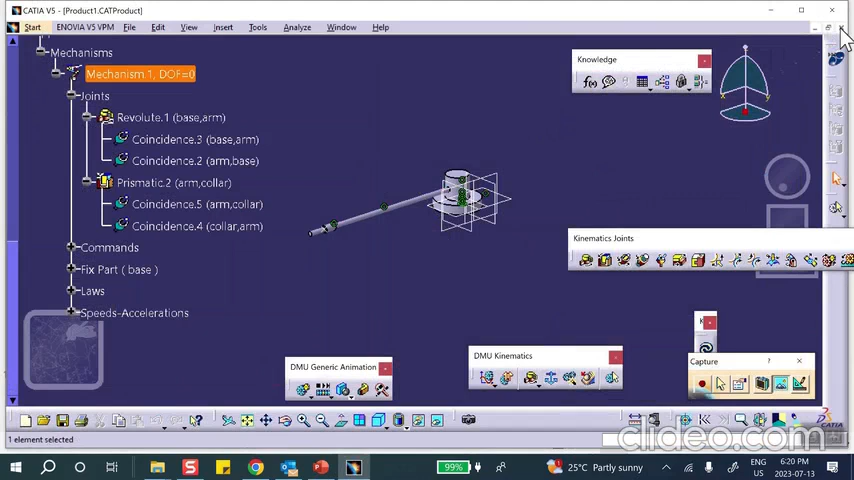 CATIA V5 - [Product1.CATProduct]
Start ENOVIA V5 VPM File Edit View Insert Tools Analyze Window Help
Mechanisms
Mechanism 1, DOF=0
Joints
Revolute.1 (base,arm)
Coincidence.3 (base,arm)
Coincidence.2 (arm,base)
Prismatic.2 (arm,collar)
Coincidence.5 (arm,collar)
Coincidence.4 (collar,arm)
Commands
Fix Part ( base )
Laws
Speeds-Accelerations
Knowledge
f(x)
Kinematics Joints
K
DMU Generic Animation
DMU Kinematics
Capture
1 element selected
clideo.com
99%
25°C Partly sunny
ENG
US
6:20 PM
2023-07-13